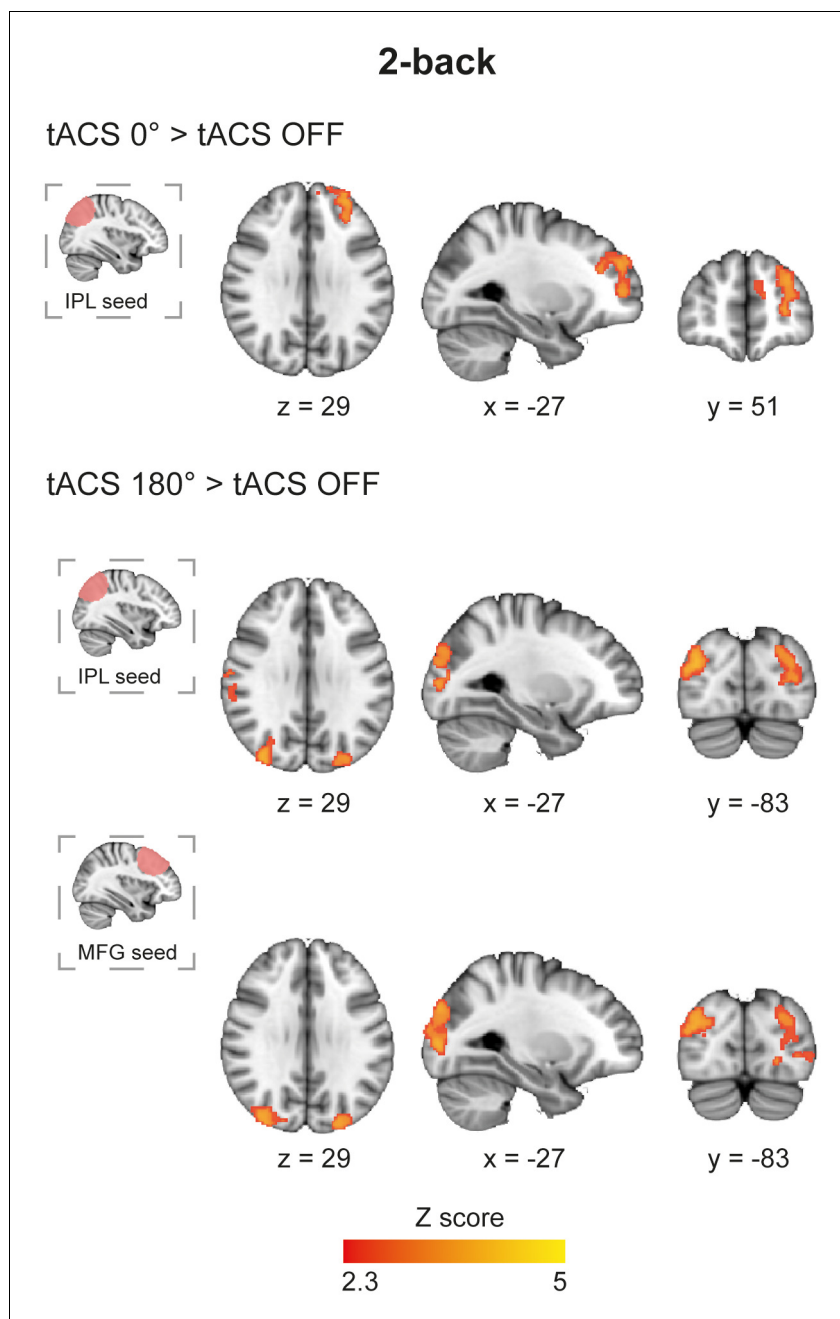 2-back
tACS 0° > tACS OFF
IPL seed
z = 29
x = -27
y = 51
tACS 180° > tACS OFF
IPL seed
z = 29
x = -27
y = -83
MFG seed
z = 29
x = -27
y = -83
Z score
2.3
5